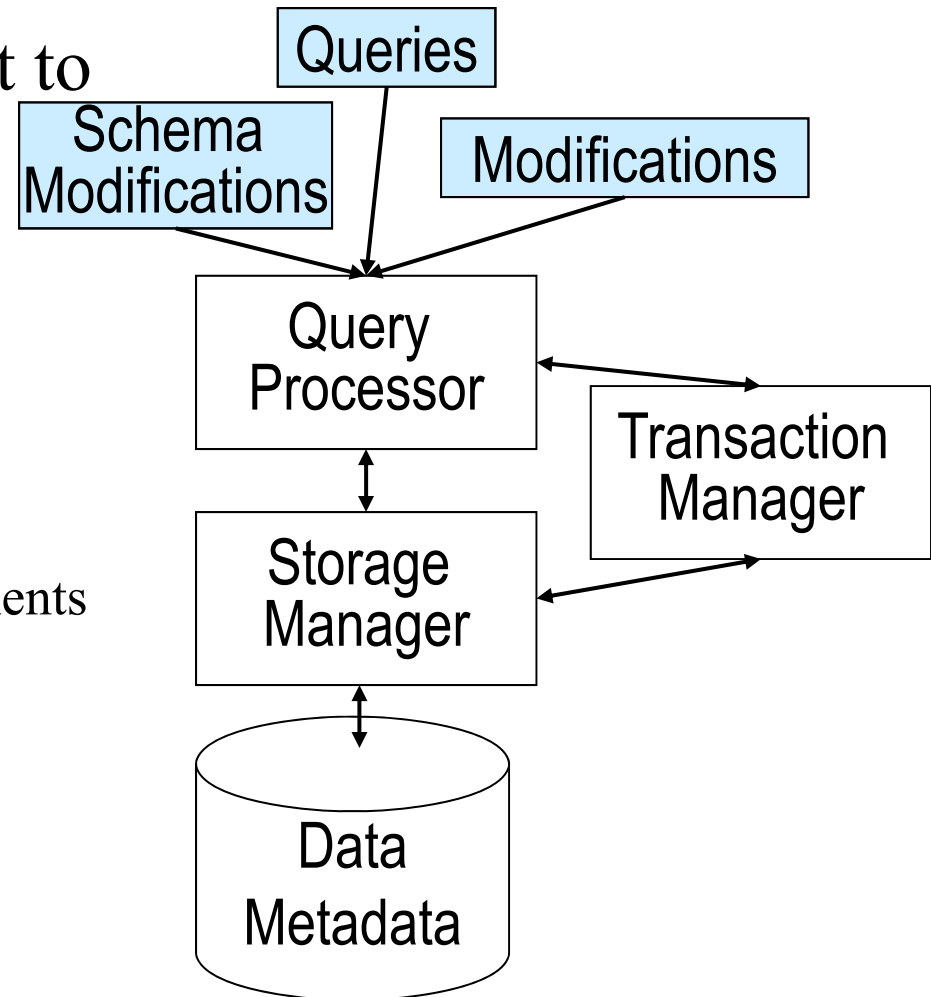 t to
Queries
Schema
Modifications
Modifications
Query
Processor
Transaction
Manager
Storage
Manager
ents
Data
Metadata